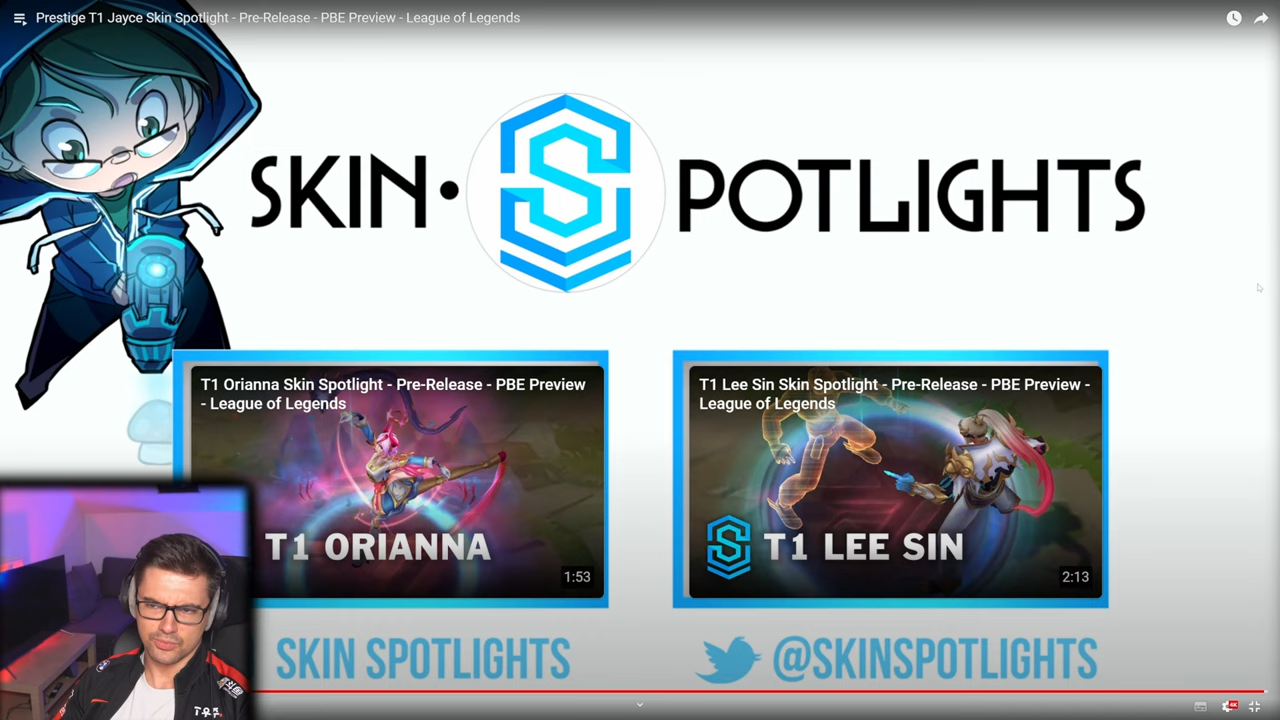 Prestige T1 Jayce Skin Spotlight - Pre-Release - PBE Preview - League of Legends
SKIN • SPOTLIGHTS
T1 Orianna Skin Spotlight - Pre-Release - PBE Preview
- League of Legends
T1 ORIANNA
1:53
T1 Lee Sin Skin Spotlight - Pre-Release - PBE Preview -
League of Legends
T1 LEE SIN
2:13
SKIN SPOTLIGHTS
@SKINSPOTLIGHTS
4K